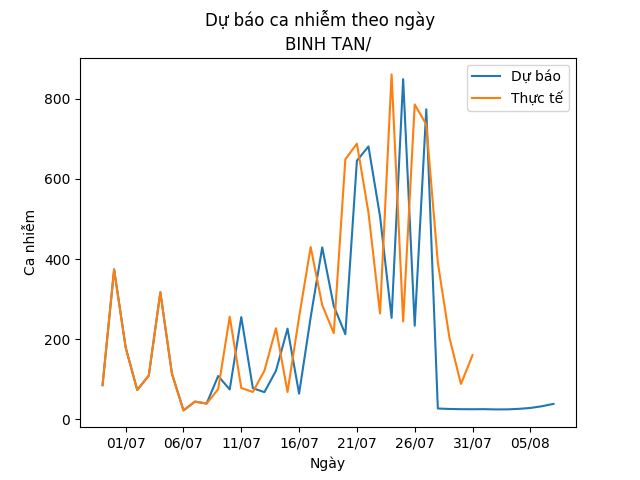 Dự báo ca nhiễm theo ngày
BINH TAN/
Dự báo
Thực tế
Ca nhiễm
800
600
400
200
0
01/07 06/07 11/07 16/07 21/07 26/07 31/07 05/08
Ngày